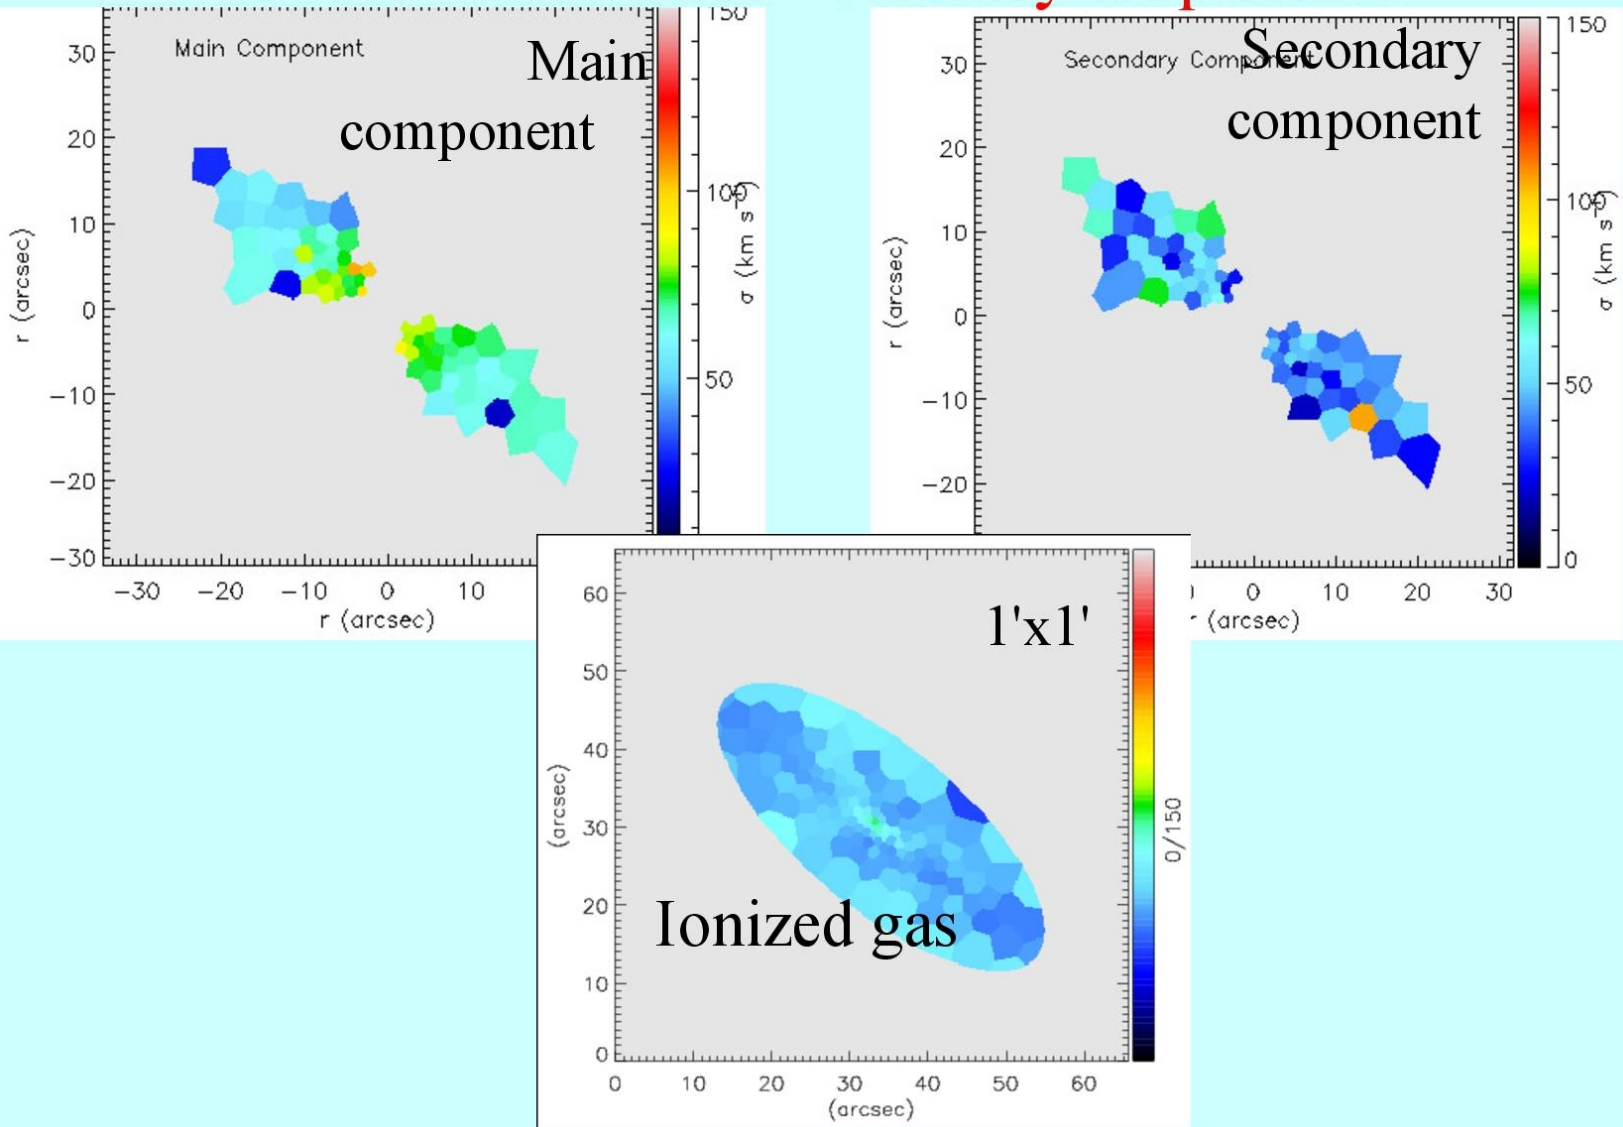 Main Component
Main
component
30
20
10
0
−10
−20
−30
r (arcsec)
−30 −20 −10 0 10
r (arcsec)
150
100
50
σ (km s⁻¹)
Secondary Component
Secondary
component
30
20
10
0
−10
−20
r (arcsec)
0 10 20 30
r (arcsec)
150
100
50
0
σ (km s⁻¹)
1'x1'
Ionized gas
60
50
40
30
20
10
0
(arcsec)
0 10 20 30 40 50 60
(arcsec)
0/150